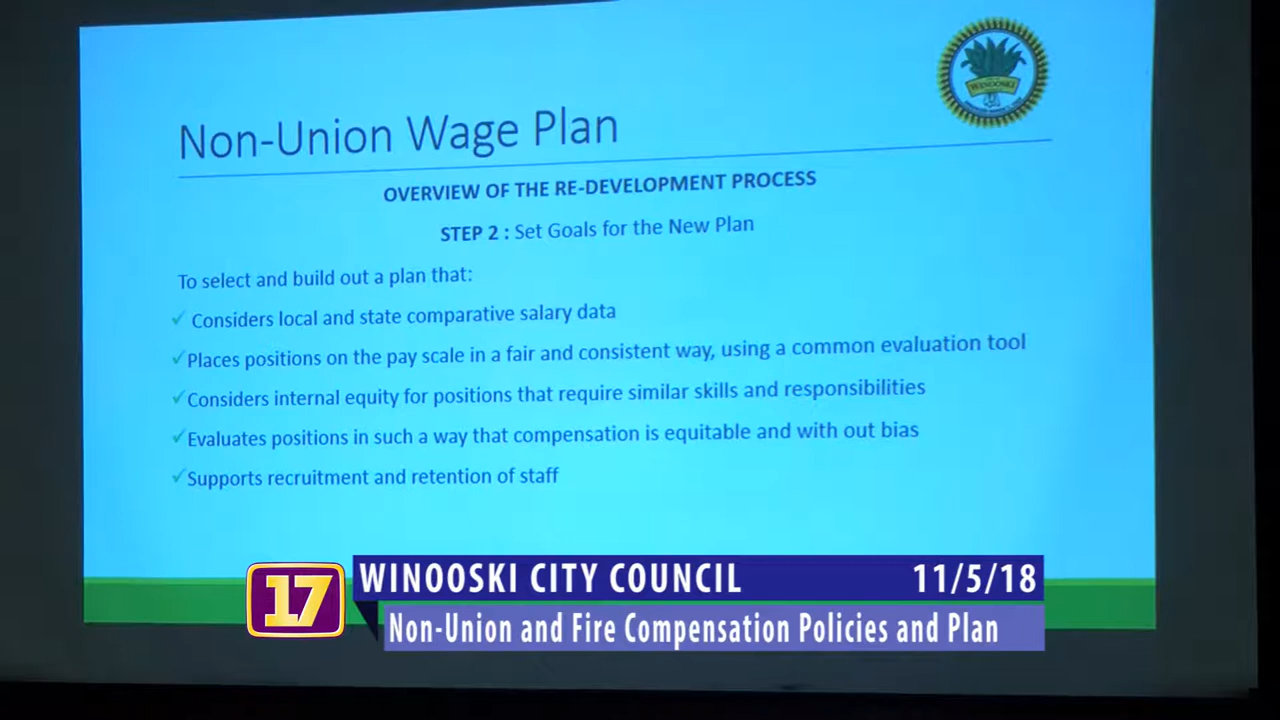 WINOOSKI
Non-Union Wage Plan
OVERVIEW OF THE RE-DEVELOPMENT PROCESS
STEP 2 : Set Goals for the New Plan
To select and build out a plan that:
✓ Considers local and state comparative salary data
✓Places positions on the pay scale in a fair and consistent way, using a common evaluation tool
✓Considers internal equity for positions that require similar skills and responsibilities
✓Evaluates positions in such a way that compensation is equitable and with out bias
✓Supports recruitment and retention of staff
17
WINOOSKI CITY COUNCIL 11/5/18
Non-Union and Fire Compensation Policies and Plan